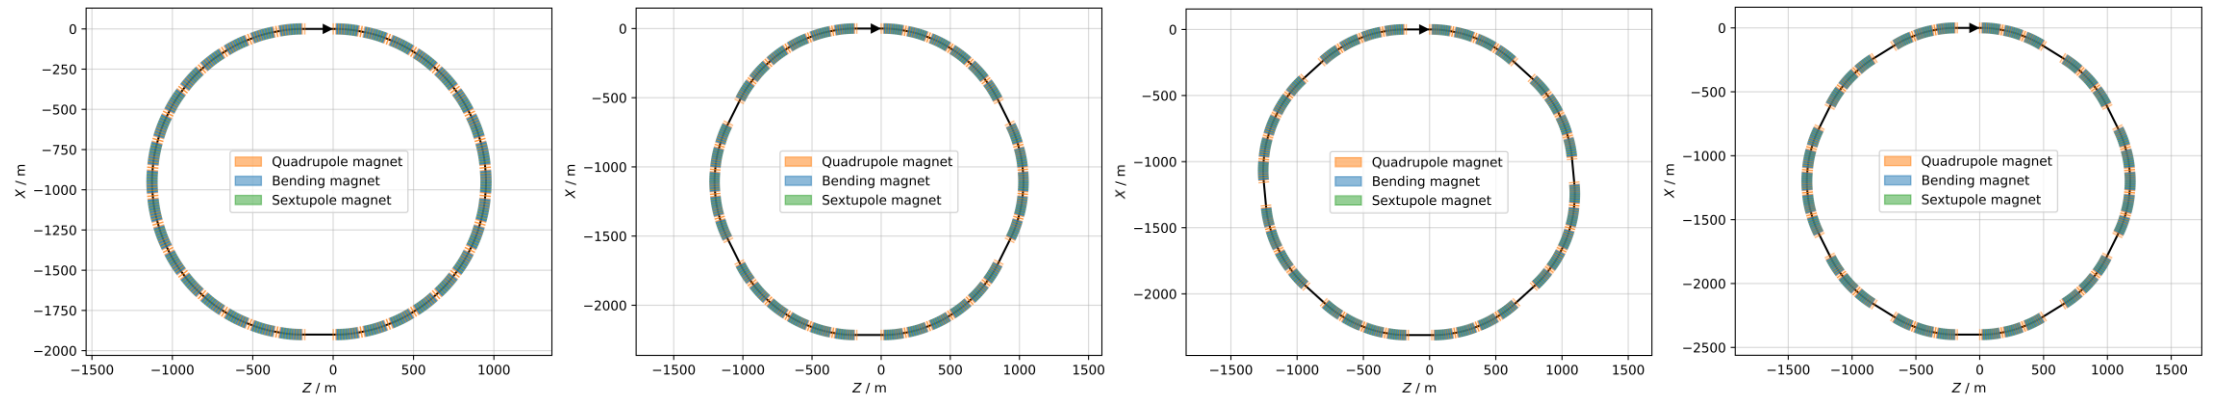 0
−250
−500
−750
−1000
−1250
−1500
−1750
−2000
X / m
−1500 −1000 −500 0 500 1000
Z / m
Quadrupole magnet
Bending magnet
Sextupole magnet
0
−500
−1000
−1500
−2000
X / m
−1500 −1000 −500 0 500 1000 1500
Z / m
Quadrupole magnet
Bending magnet
Sextupole magnet
0
−500
−1000
−1500
−2000
X / m
−1500 −1000 −500 0 500 1000 1500
Z / m
Quadrupole magnet
Bending magnet
Sextupole magnet
0
−500
−1000
−1500
−2000
−2500
X / m
−1500 −1000 −500 0 500 1000 1500
Z / m
Quadrupole magnet
Bending magnet
Sextupole magnet